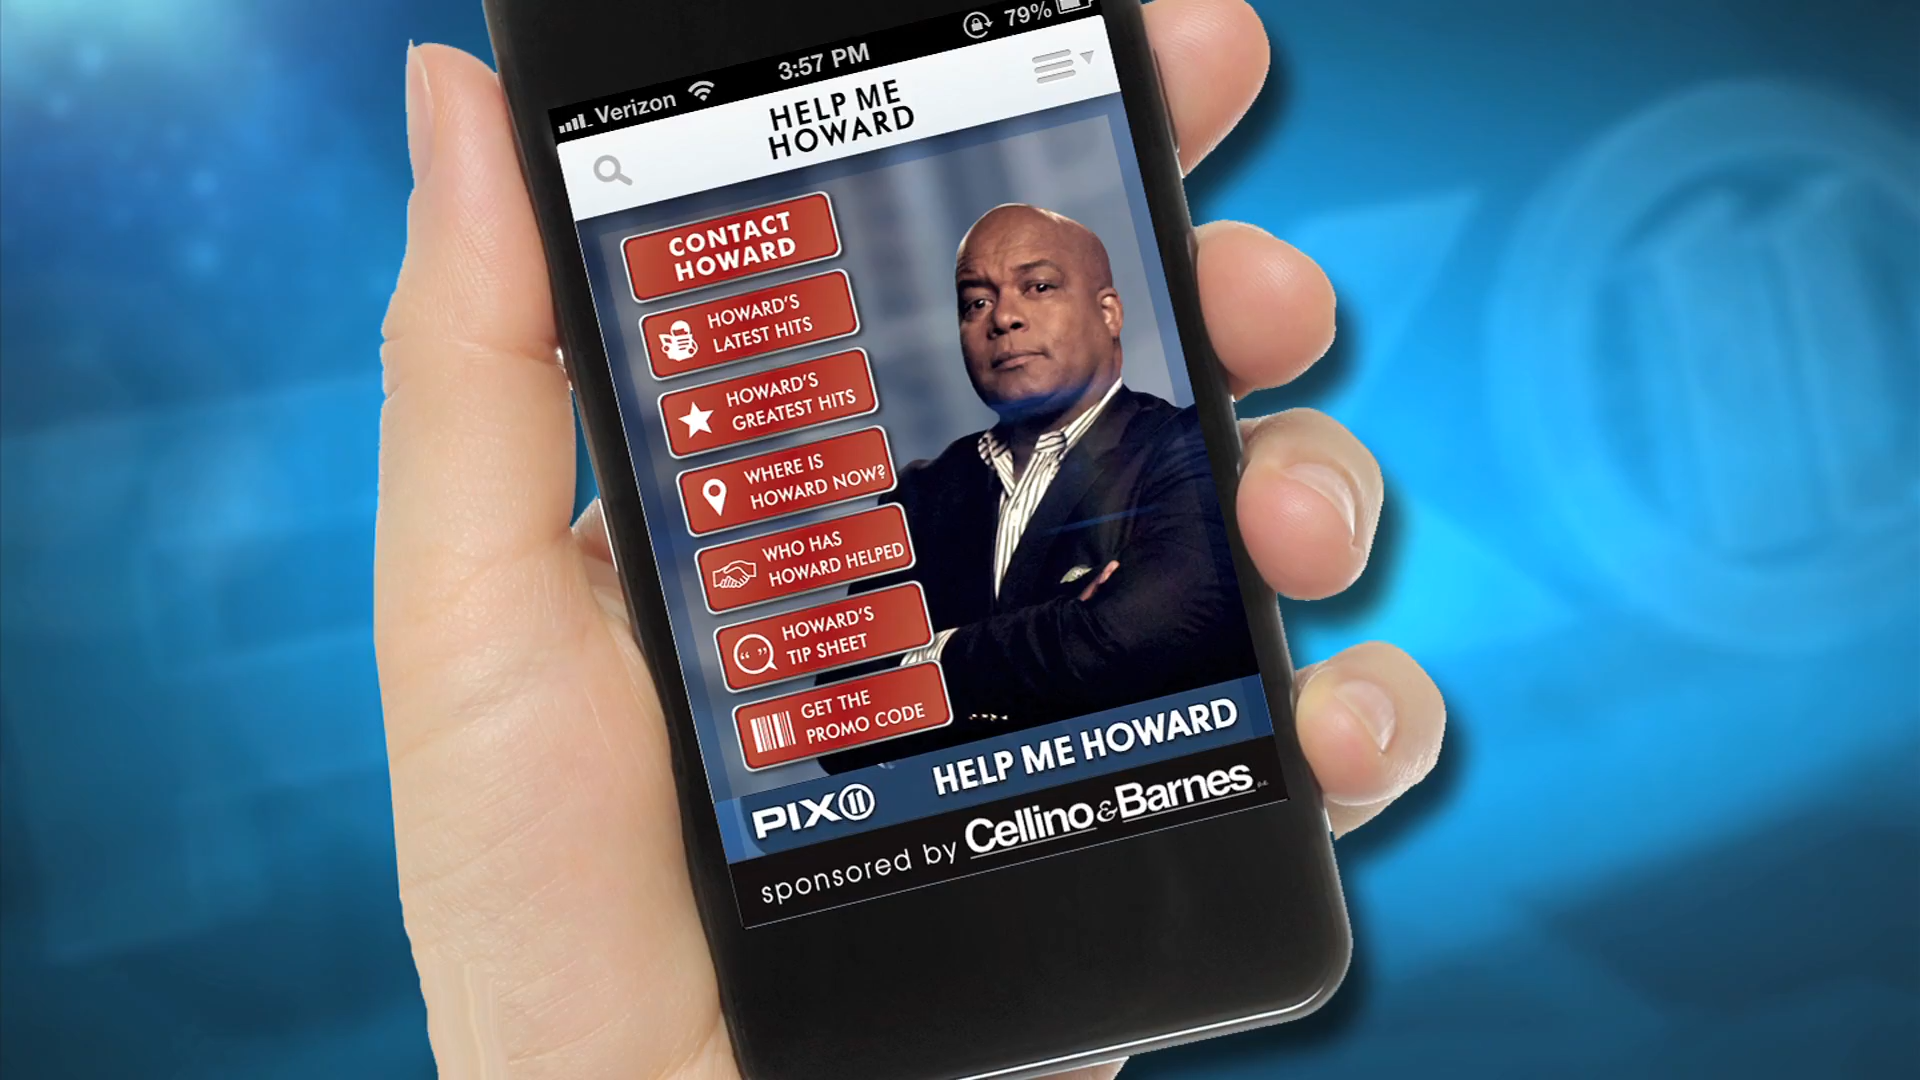 Verizon
3:57 PM
79%
HELP ME
HOWARD
CONTACT
HOWARD
HOWARD'S
LATEST HITS
HOWARD'S
GREATEST HITS
WHERE IS
HOWARD NOW?
WHO HAS
HOWARD HELPED
“ ”
HOWARD'S
TIP SHEET
GET THE
PROMO CODE
PIX11
HELP ME HOWARD
sponsored by Cellino & Barnes
11